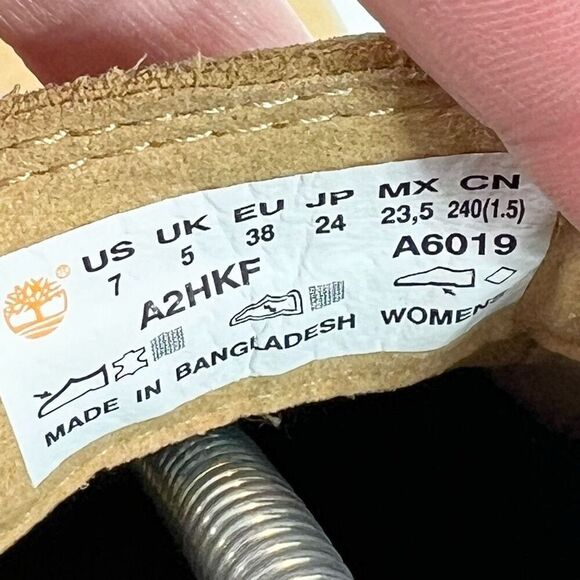 US UK EU JP MX CN
7 5 38 24 23,5 240(1.5)
A2HKF A6019
MADE IN BANGLADESH WOMENS